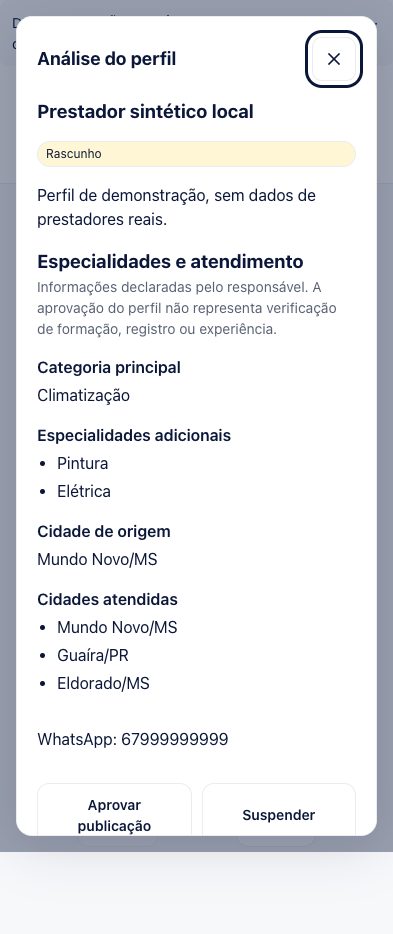 Análise do perfil
Prestador sintético local
Rascunho
Perfil de demonstração, sem dados de
prestadores reais.
Especialidades e atendimento
Informações declaradas pelo responsável. A
aprovação do perfil não representa verificação
de formação, registro ou experiência.
Categoria principal
Climatização
Especialidades adicionais
• Pintura
• Elétrica
Cidade de origem
Mundo Novo/MS
Cidades atendidas
• Mundo Novo/MS
• Guaíra/PR
• Eldorado/MS
WhatsApp: 67999999999
Aprovar
publicação
Suspender